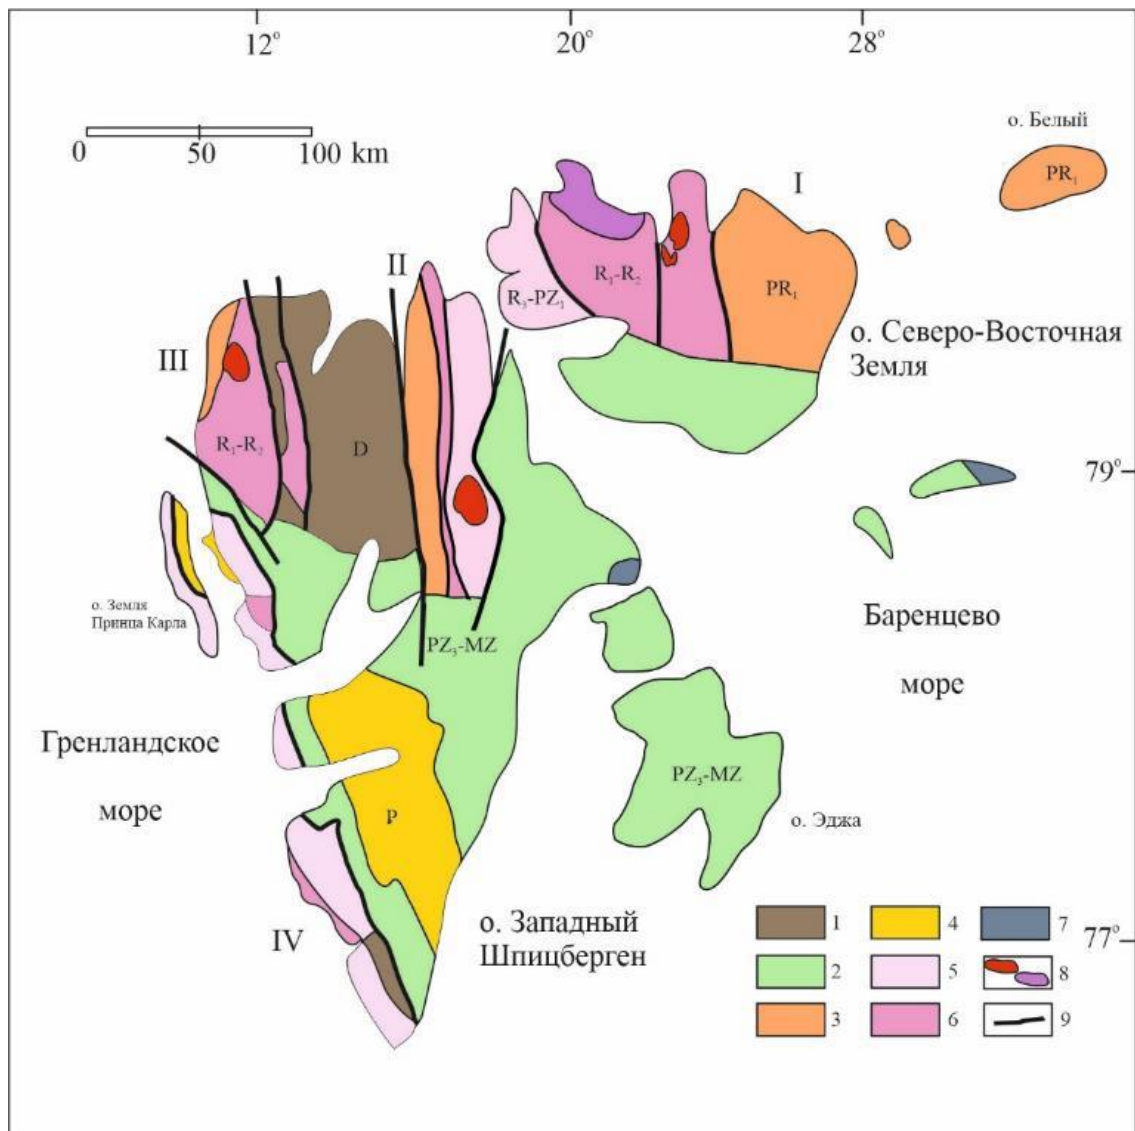 12°
20°
28°
0
50
100 km
о. Белый
PR₁
I
II
III
R₃-PZ₁
R₁-R₂
PR₁
о. Северо-Восточная
Земля
R₁-R₂
D
79°
о. Земля
Принца Карла
PZ₃-MZ
Баренцево
море
Гренландское
море
PZ₃-MZ
P
о. Эджа
IV
о. Западный
Шпицберген
77°
1
4
7
2
5
8
3
6
9